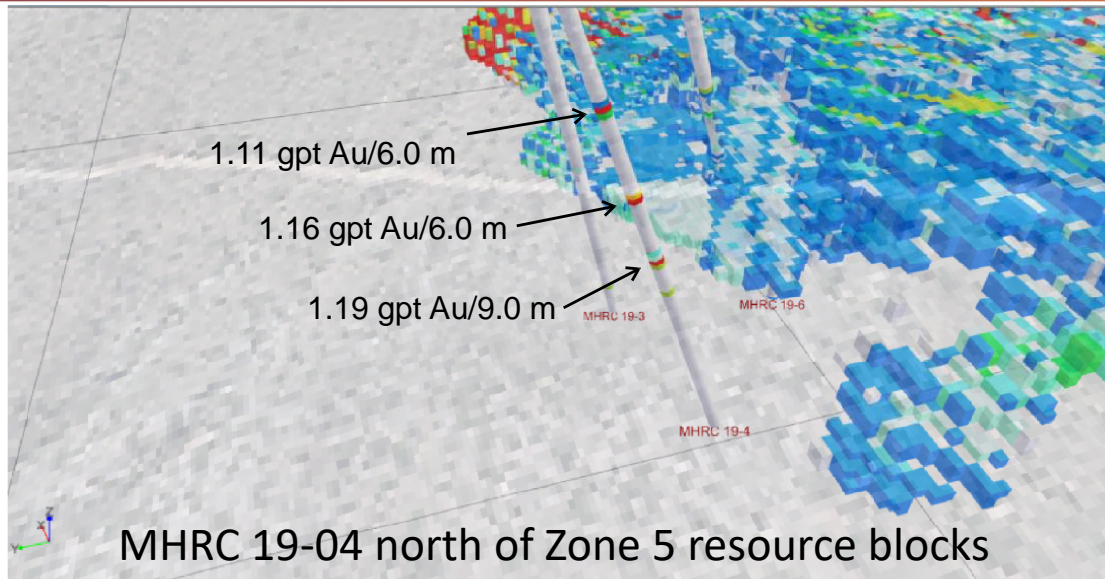 1.11 gpt Au/6.0 m
1.16 gpt Au/6.0 m
1.19 gpt Au/9.0 m
MHRC 19-3
MHRC 19-6
MHRC 19-4
Z
X
Y
MHRC 19-04 north of Zone 5 resource blocks